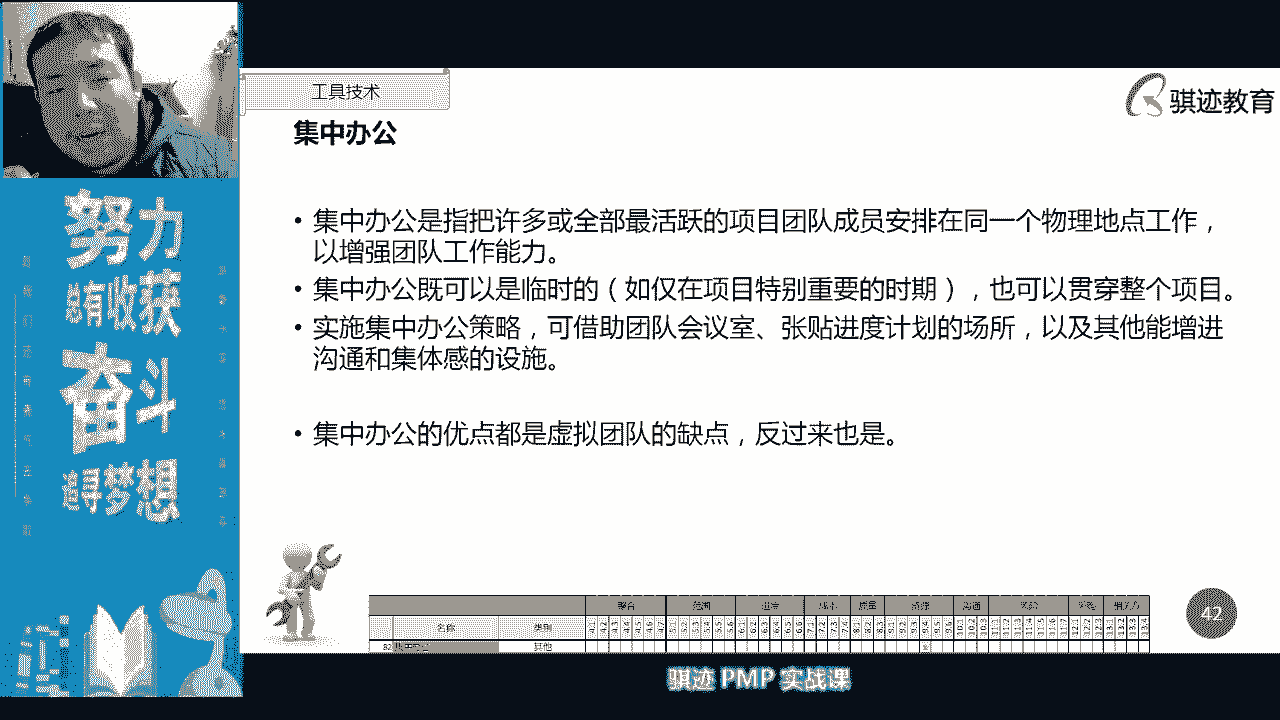 工具技术
骐迹教育
集中办公
努力
总有收获
奋斗
追寻梦想
• 集中办公是指把许多或全部最活跃的项目团队成员安排在同一个物理地点工作，
以增强团队工作能力。
• 集中办公既可以是临时的（如仅在项目特别重要的时期），也可以贯穿整个项目。
• 实施集中办公策略，可借助团队会议室、张贴进度计划的场所，以及其他能增进
沟通和集体感的设施。
• 集中办公的优点都是虚拟团队的缺点，反过来也是。
整合 范围 进度 成本 质量 资源 沟通 风险 采购 相关方
名称 类别
82 集中办公 其他
42
骐迹 PMP 实战课